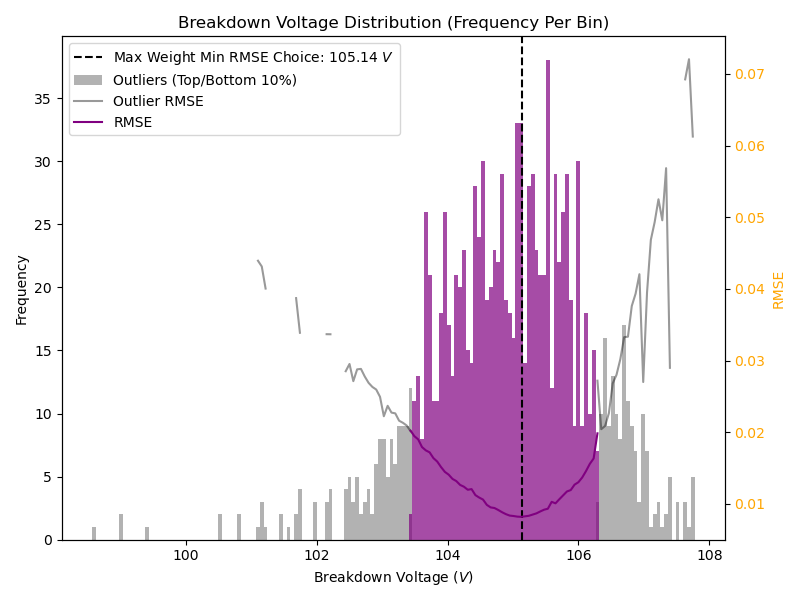 Breakdown Voltage Distribution (Frequency Per Bin)
Max Weight Min RMSE Choice: 105.14 V
Outliers (Top/Bottom 10%)
Outlier RMSE
RMSE
Frequency
35
30
25
20
15
10
5
0
0.07
0.06
0.05
0.04
0.03
0.02
0.01
RMSE
100 102 104 106 108
Breakdown Voltage (V)